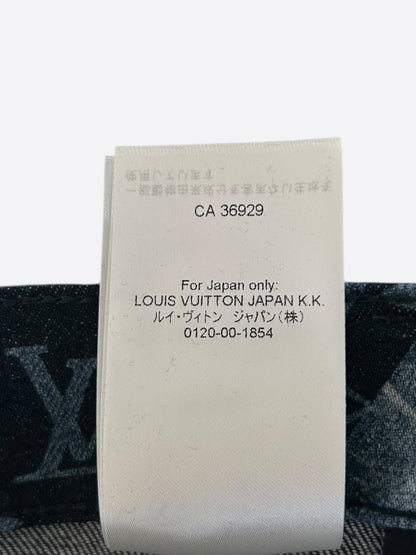 CA 36929
For Japan only:
LOUIS VUITTON JAPAN K.K.
ルイ・ヴィトン ジャパン(株)
0120-00-1854
LV